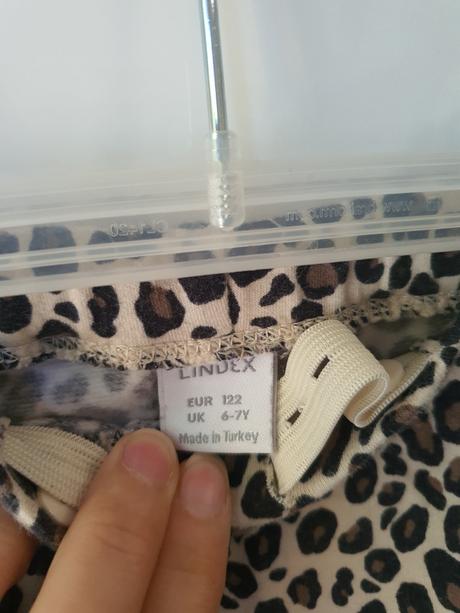 LINDEX
EUR 122
UK 6-7Y
Made in Turkey